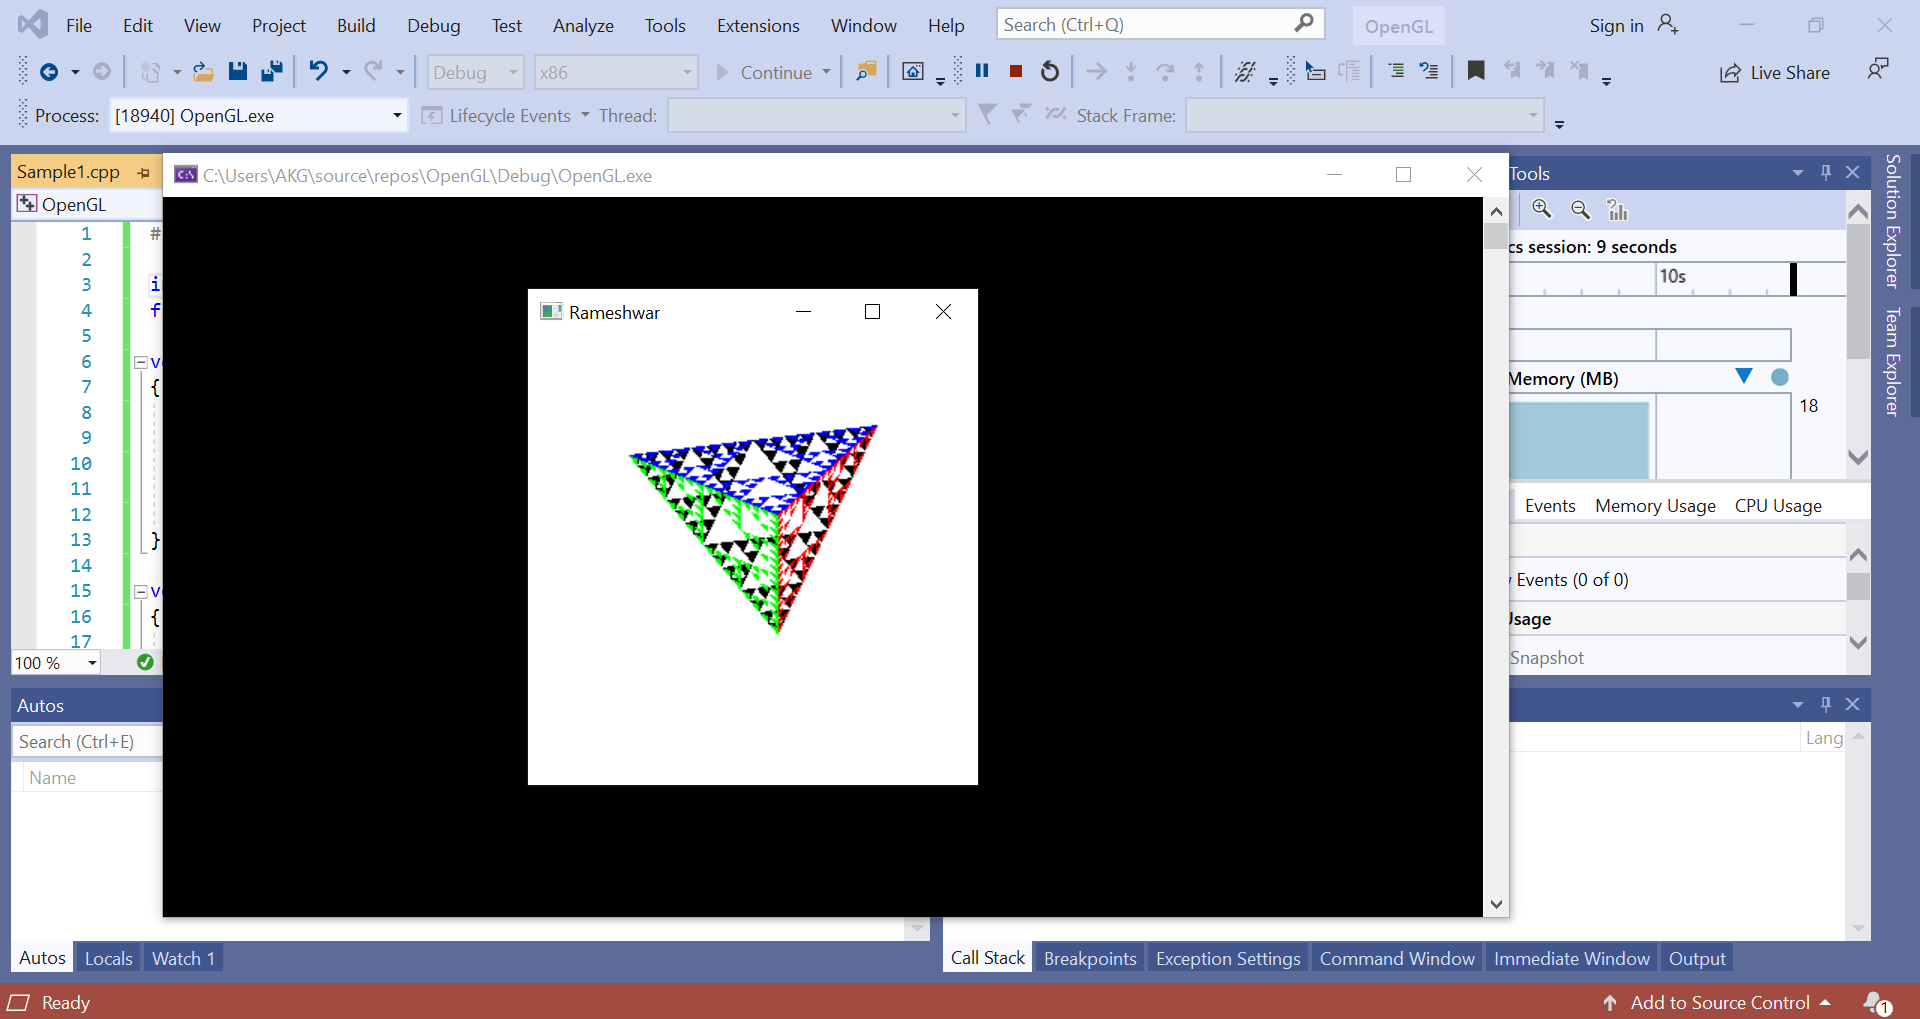 File Edit View Project Build Debug Test Analyze Tools Extensions Window Help Search (Ctrl+Q) OpenGL Sign in
Debug x86 Continue Live Share
Process: [18940] OpenGL.exe Lifecycle Events Thread: Stack Frame:
Sample1.cpp
OpenGL
C:\Users\AKG\source\repos\OpenGL\Debug\OpenGL.exe
Rameshwar
1 #
2
3 i
4 f
5
6 v
7 {
8
9
10
11
12
13 }
14
15 v
16 {
17
100 %
Tools
cs session: 9 seconds
10s
Memory (MB)
18
Events Memory Usage CPU Usage
Events (0 of 0)
Usage
Snapshot
Solution Explorer
Team Explorer
Autos
Search (Ctrl+E)
Name
Lang
Autos Locals Watch 1
Call Stack Breakpoints Exception Settings Command Window Immediate Window Output
Ready
Add to Source Control 1